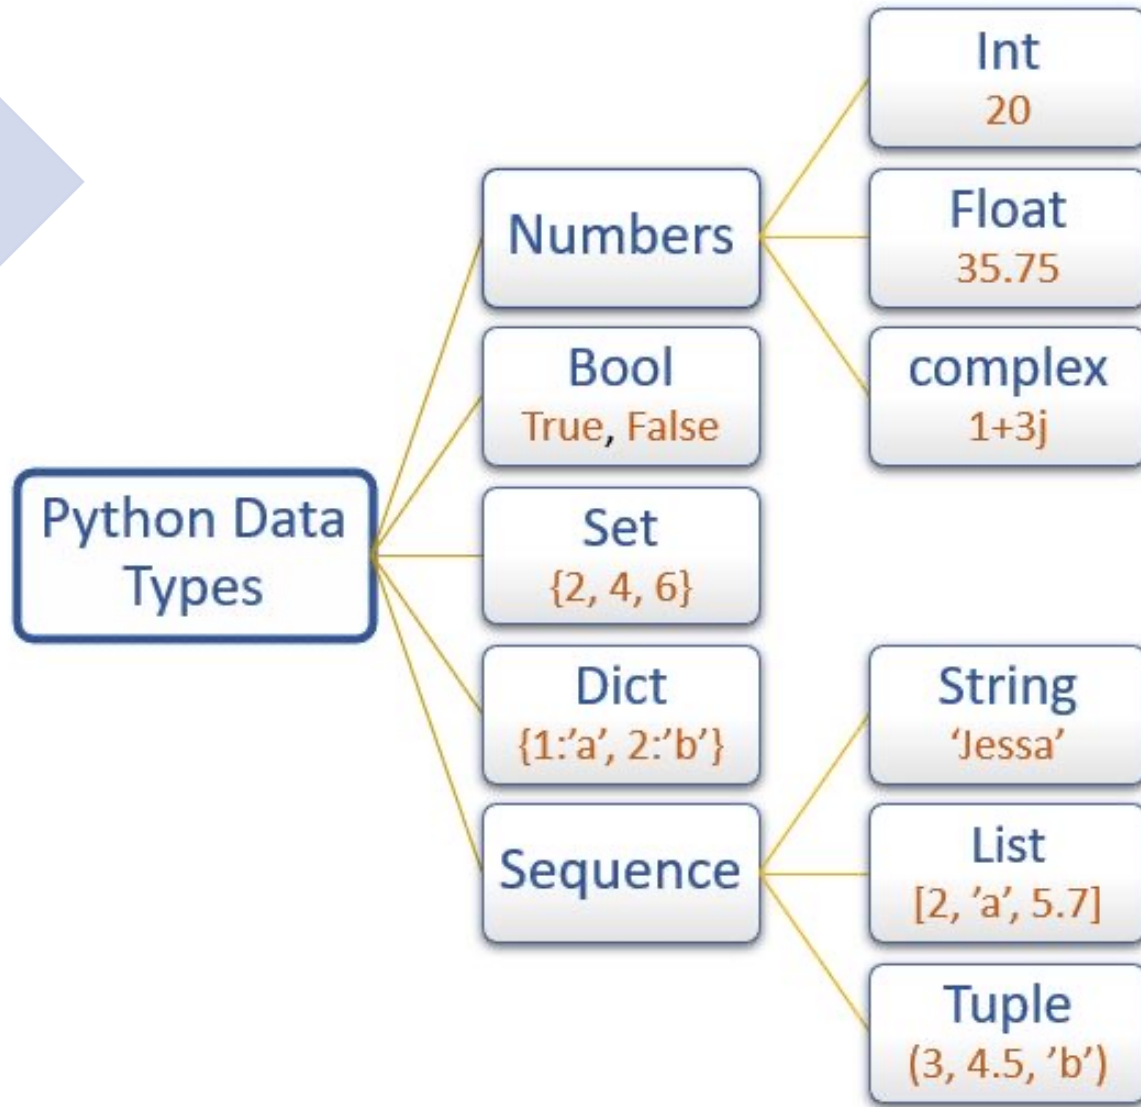 Python Data
Types
Numbers
Bool
True, False
Set
{2, 4, 6}
Dict
{1:’a’, 2:’b’}
Sequence
Int
20
Float
35.75
complex
1+3j
String
‘Jessa’
List
[2, ’a’, 5.7]
Tuple
(3, 4.5, ’b’)